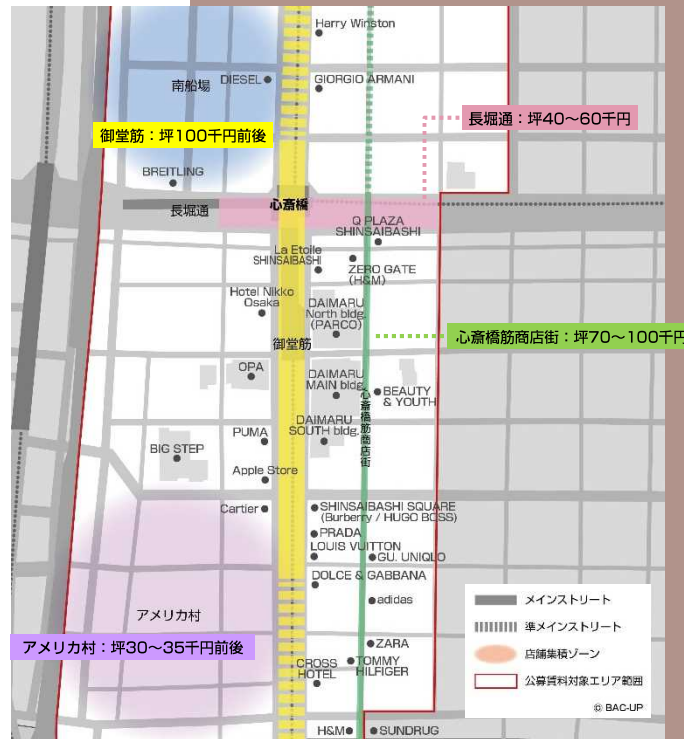 Harry Winston
南船場
DIESEL
GIORGIO ARMANI
長堀通：坪40～60千円
御堂筋：坪100千円前後
BREITLING
長堀通
心斎橋
Q PLAZA
SHINSAIBASHI
La Etoile
SHINSAIBASHI
ZERO GATE
(H&M)
Hotel Nikko
Osaka
DAIMARU
North bldg.
(PARCO)
御堂筋
心斎橋筋商店街：坪70～100千円
OPA
DAIMARU
MAIN bldg.
BEAUTY
& YOUTH
心斎橋筋商店街
PUMA
DAIMARU
SOUTH bldg.
BIG STEP
Apple Store
Cartier
SHINSAIBASHI SQUARE
(Burberry / HUGO BOSS)
PRADA
LOUIS VUITTON
GU. UNIQLO
DOLCE & GABBANA
adidas
アメリカ村
アメリカ村：坪30～35千円前後
ZARA
CROSS
HOTEL
TOMMY
HILFIGER
H&M
SUNDRUG
メインストリート
準メインストリート
店舗集積ゾーン
公募賃料対象エリア範囲
© BAC-UP